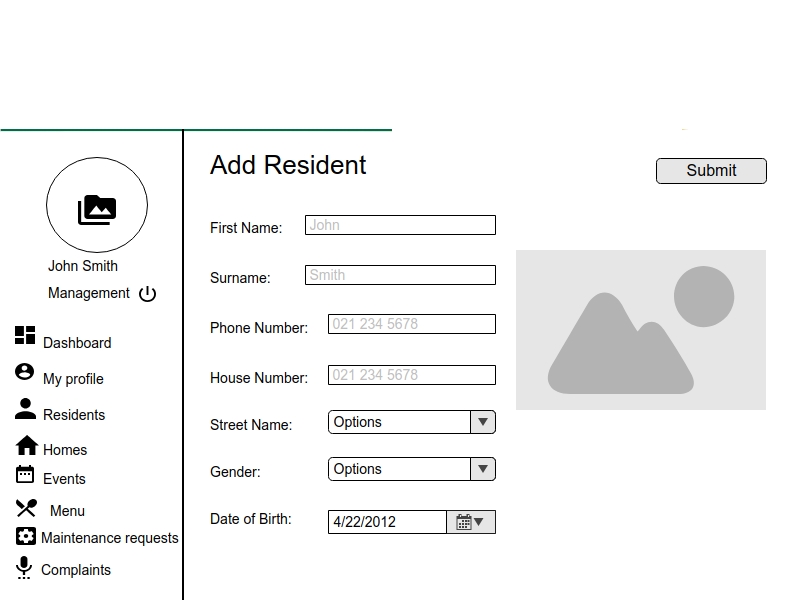 Add Resident
Submit
John Smith
Management
Dashboard
My profile
Residents
Homes
Events
Menu
Maintenance requests
Complaints
First Name: John
Surname: Smith
Phone Number: 021 234 5678
House Number: 021 234 5678
Street Name: Options
Gender: Options
Date of Birth: 4/22/2012